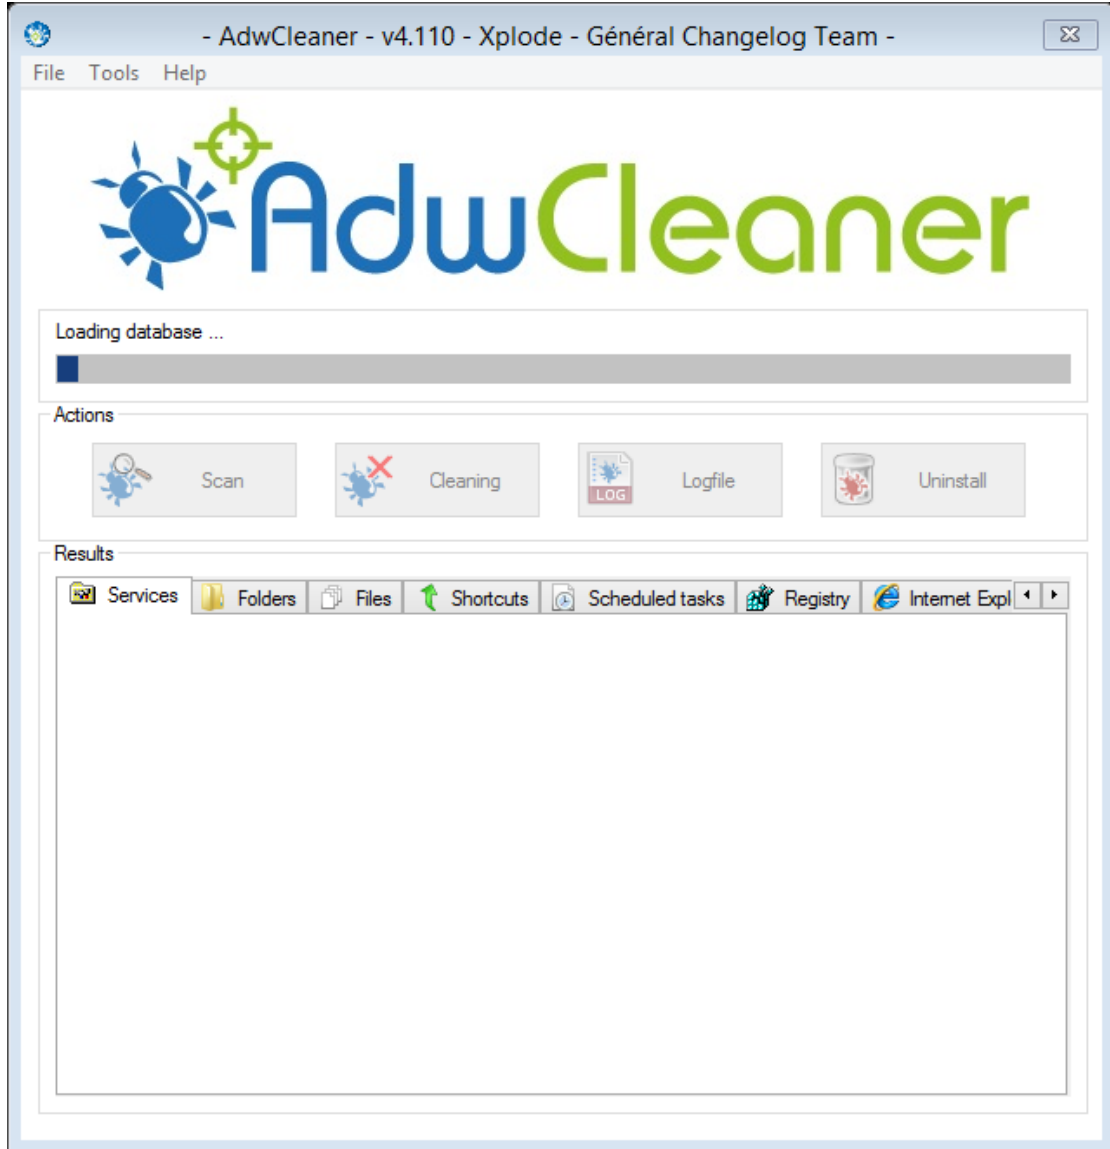 - AdwCleaner - v4.110 - Xplode - Général Changelog Team -
File Tools Help
AdwCleaner
Loading database ...
Actions
Scan Cleaning LOG Logfile Uninstall
Results
Services Folders Files Shortcuts Scheduled tasks Registry Internet Expl